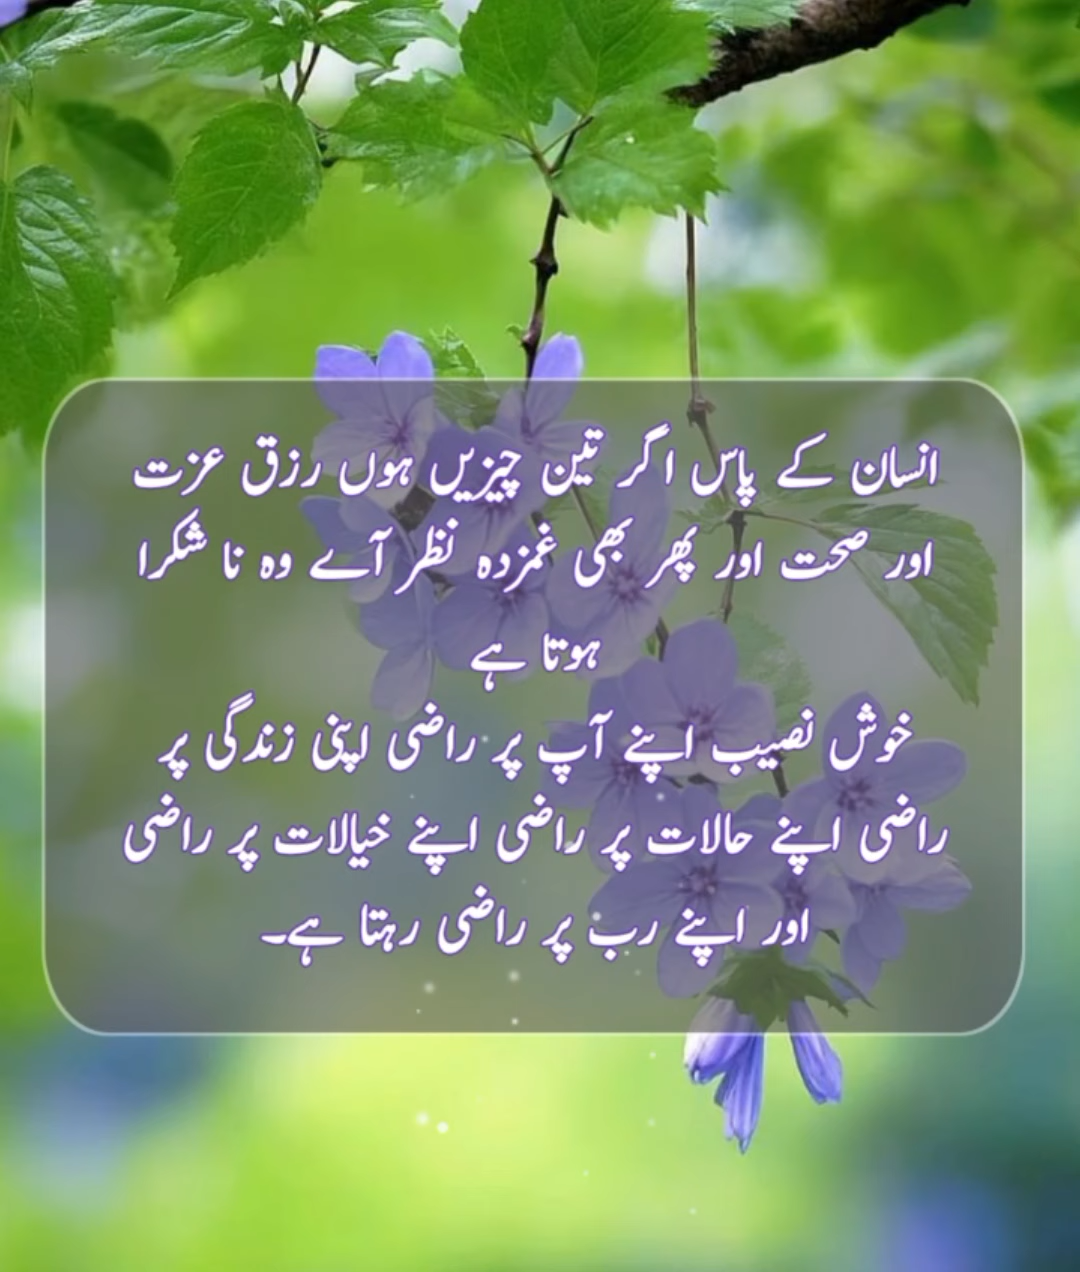 انسان کے پاس اگر تین چیزیں ہوں رزق عزت
اور صحت اور پھر بھی غمزدہ نظر آے وہ نا شکرا
ہوتا ہے
خوش نصیب اپنے آپ پر راضی اپنی زندگی پر
راضی اپنے حالات پر راضی اپنے خیالات پر راضی
اور اپنے رب پر راضی رہتا ہے۔